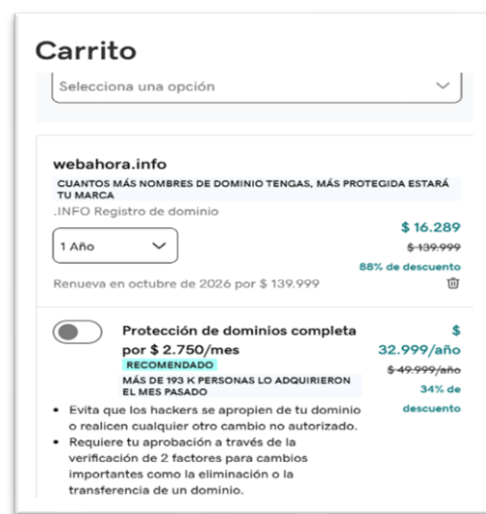 Carrito
Selecciona una opción
webahora.info
CUANTOS MÁS NOMBRES DE DOMINIO TENGAS, MÁS PROTEGIDA ESTARÁ
TU MARCA
.INFO Registro de dominio
$ 16.289
1 Año
$ 139.999
88% de descuento
Renueva en octubre de 2026 por $ 139.999
Protección de dominios completa
por $ 2.750/mes
$
32.999/año
RECOMENDADO
$ 49.999/año
MÁS DE 193 K PERSONAS LO ADQUIRIERON
EL MES PASADO
34% de
descuento
• Evita que los hackers se apropien de tu dominio
o realicen cualquier otro cambio no autorizado.
• Requiere tu aprobación a través de la
verificación de 2 factores para cambios
importantes como la eliminación o la
transferencia de un dominio.